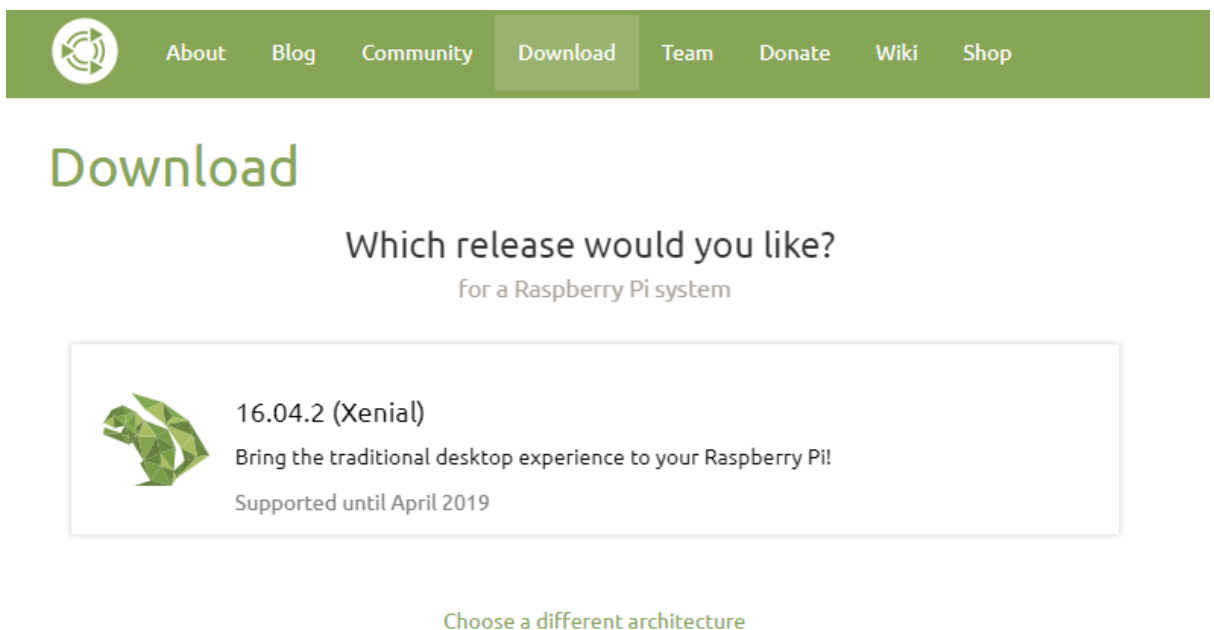 About Blog Community Download Team Donate Wiki Shop
Download
Which release would you like?
for a Raspberry Pi system
16.04.2 (Xenial)
Bring the traditional desktop experience to your Raspberry Pi!
Supported until April 2019
Choose a different architecture